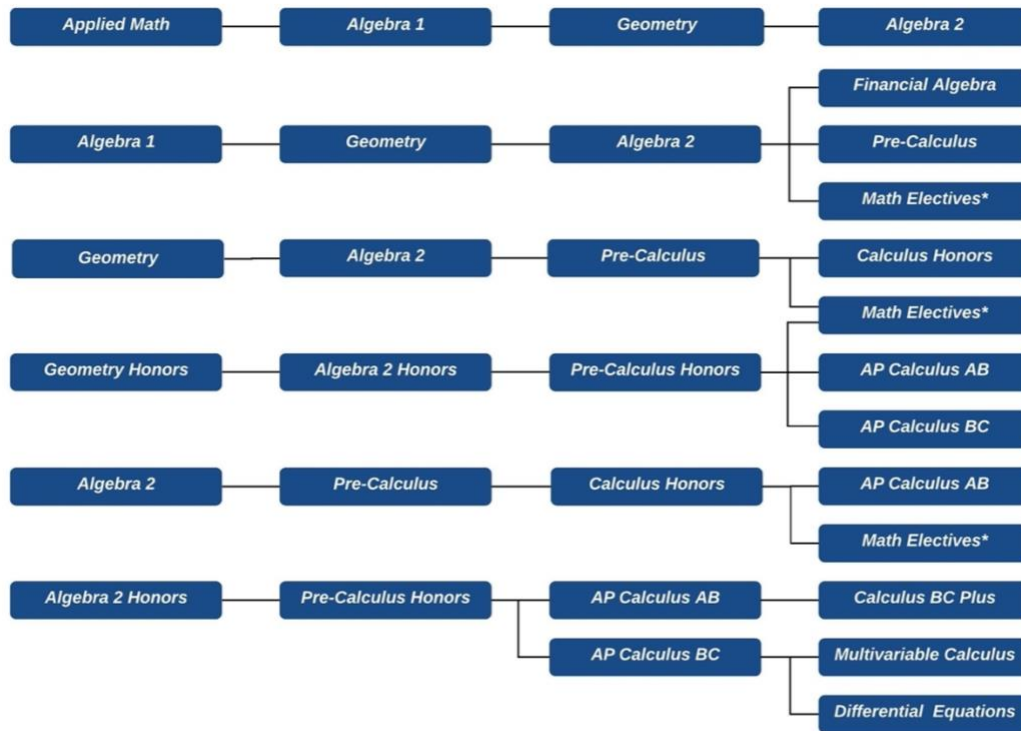 Applied Math
Algebra 1
Geometry
Algebra 2
Financial Algebra
Algebra 1
Geometry
Algebra 2
Pre-Calculus
Math Electives*
Geometry
Algebra 2
Pre-Calculus
Calculus Honors
Math Electives*
Geometry Honors
Algebra 2 Honors
Pre-Calculus Honors
AP Calculus AB
AP Calculus BC
Algebra 2
Pre-Calculus
Calculus Honors
AP Calculus AB
Math Electives*
Algebra 2 Honors
Pre-Calculus Honors
AP Calculus AB
Calculus BC Plus
AP Calculus BC
Multivariable Calculus
Differential Equations